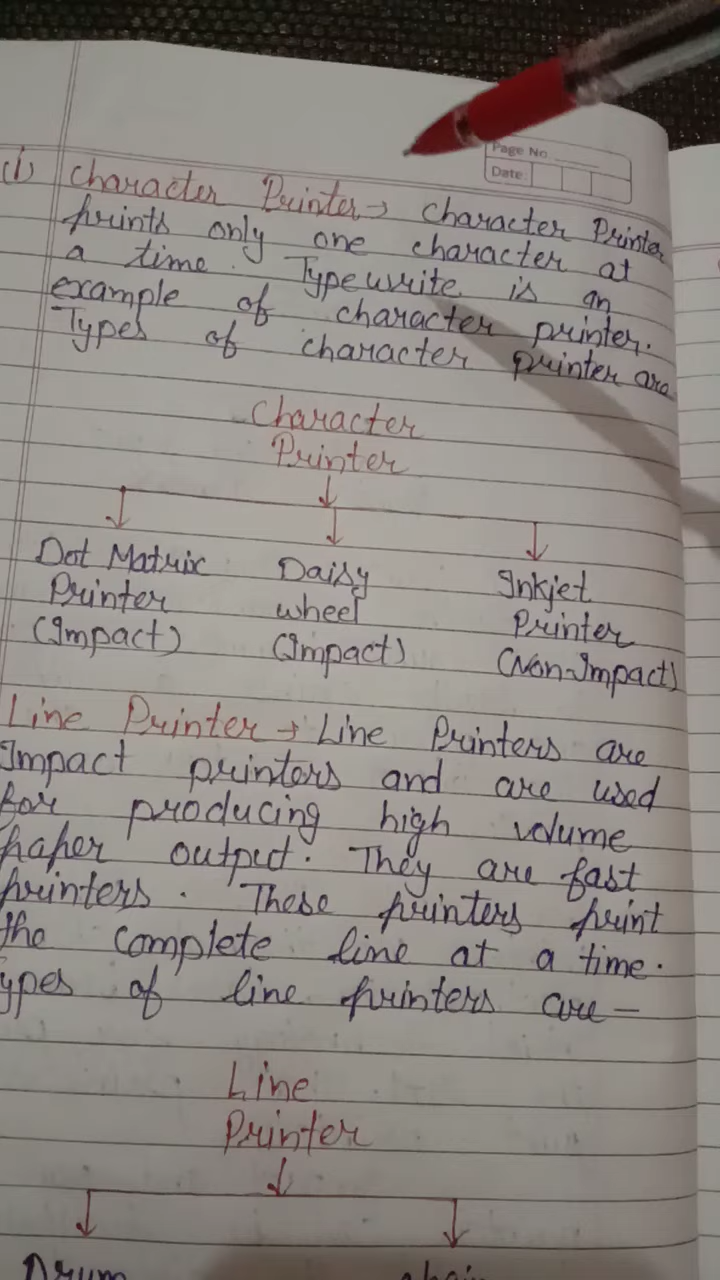 Page No.
Date
(1) Character Printer → Character Printer
prints only one character at
a time. Typewrite is an
example of character printer.
Types of character printer are
Character
Printer
Dot Matrix Daisy Inkjet
Printer wheel Printer
(Impact) (Impact) (Non-Impact)
Line Printer → Line Printers are
Impact printers and are used
for producing high volume
paper output. They are fast
printers. These printers print
the complete line at a time.
ypes of line printers are –
Line
Printer
Drum chain